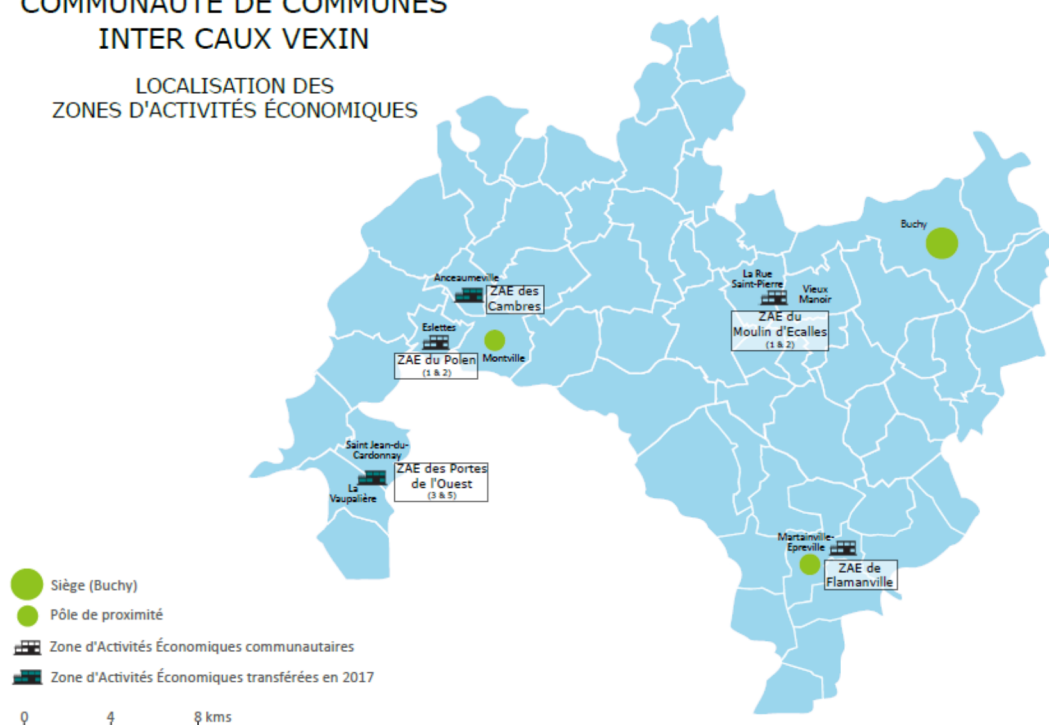 COMMUNAUTÉ DE COMMUNES
INTER CAUX VEXIN
LOCALISATION DES
ZONES D'ACTIVITÉS ÉCONOMIQUES
Buchy
La Rue
Saint-Pierre
Vieux
Manoir
ZAE du
Moulin d'Ecalles
(1 & 2)
Anceaumeville
ZAE des
Cambres
Eslettes
ZAE du Polen
(1 & 2)
Montville
Saint Jean-du-
Cardonnay
La
Vaupalière
ZAE des Portes
de l'Ouest
(3 & 5)
Martainville-
Epreville
ZAE de
Flamanville
Siège (Buchy)
Pôle de proximité
Zone d'Activités Économiques communautaires
Zone d'Activités Économiques transférées en 2017
0 4 8 kms